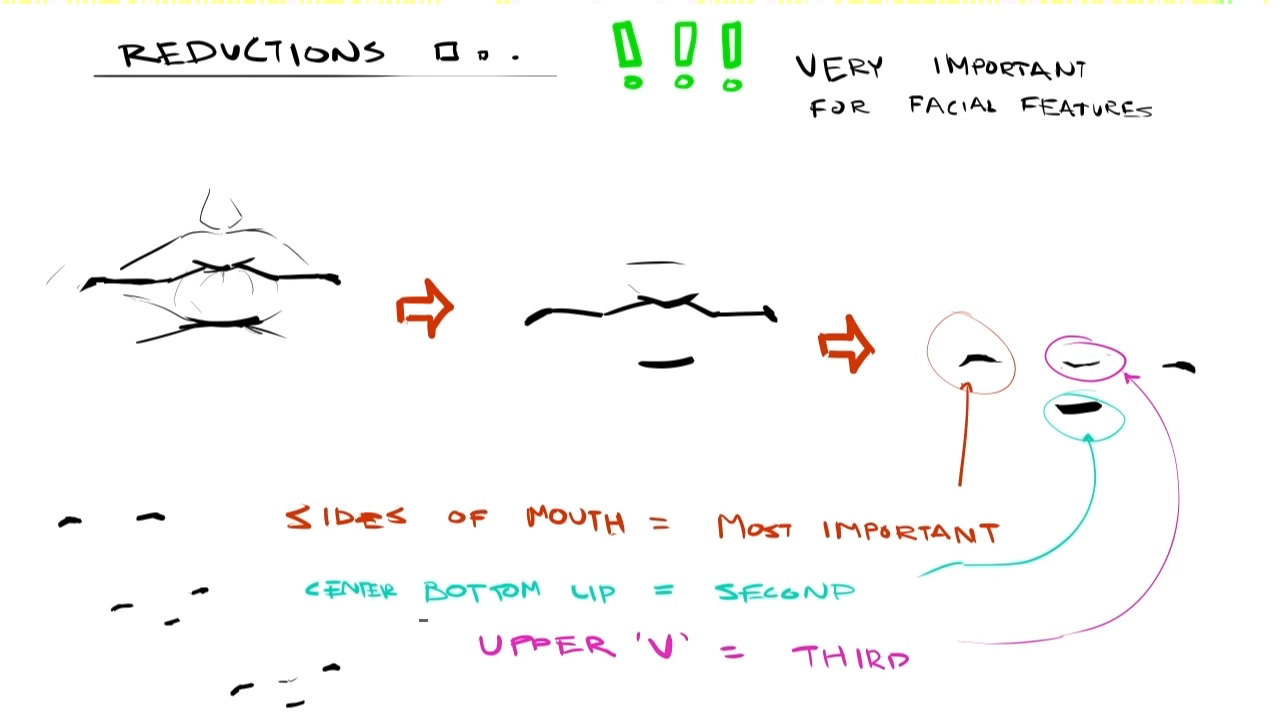 REDUCTIONS ...
!!!
VERY IMPORTANT
FOR FACIAL FEATURES
SIDES OF MOUTH = MOST IMPORTANT
CENTER BOTTOM LIP = SECOND
UPPER 'V' = THIRD